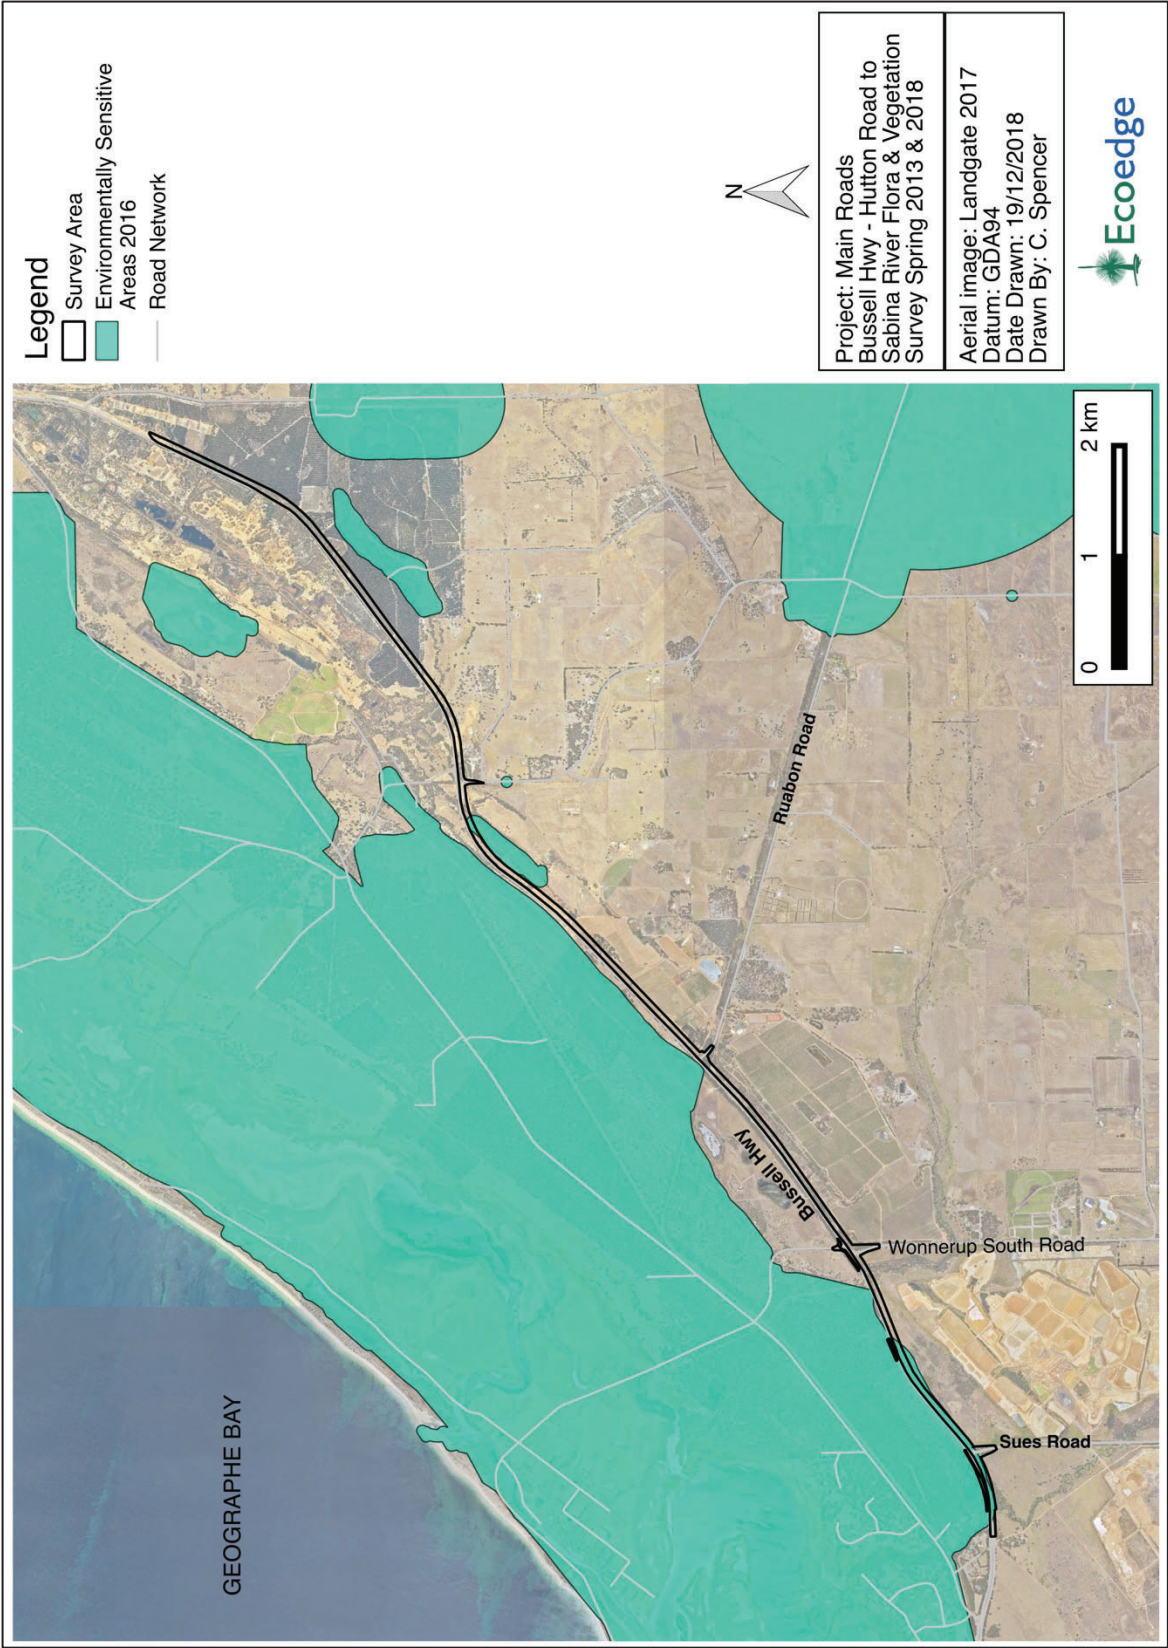 Legend
Survey Area
Environmentally Sensitive
Areas 2016
Road Network
N
Project: Main Roads
Bussell Hwy - Hutton Road to
Sabina River Flora & Vegetation
Survey Spring 2013 & 2018
Aerial image: Landgate 2017
Datum: GDA94
Date Drawn: 19/12/2018
Drawn By: C. Spencer
Ecoedge
GEOGRAPHE BAY
Bussell Hwy
Ruabon Road
Wonnerup South Road
Sues Road
0 1 2 km